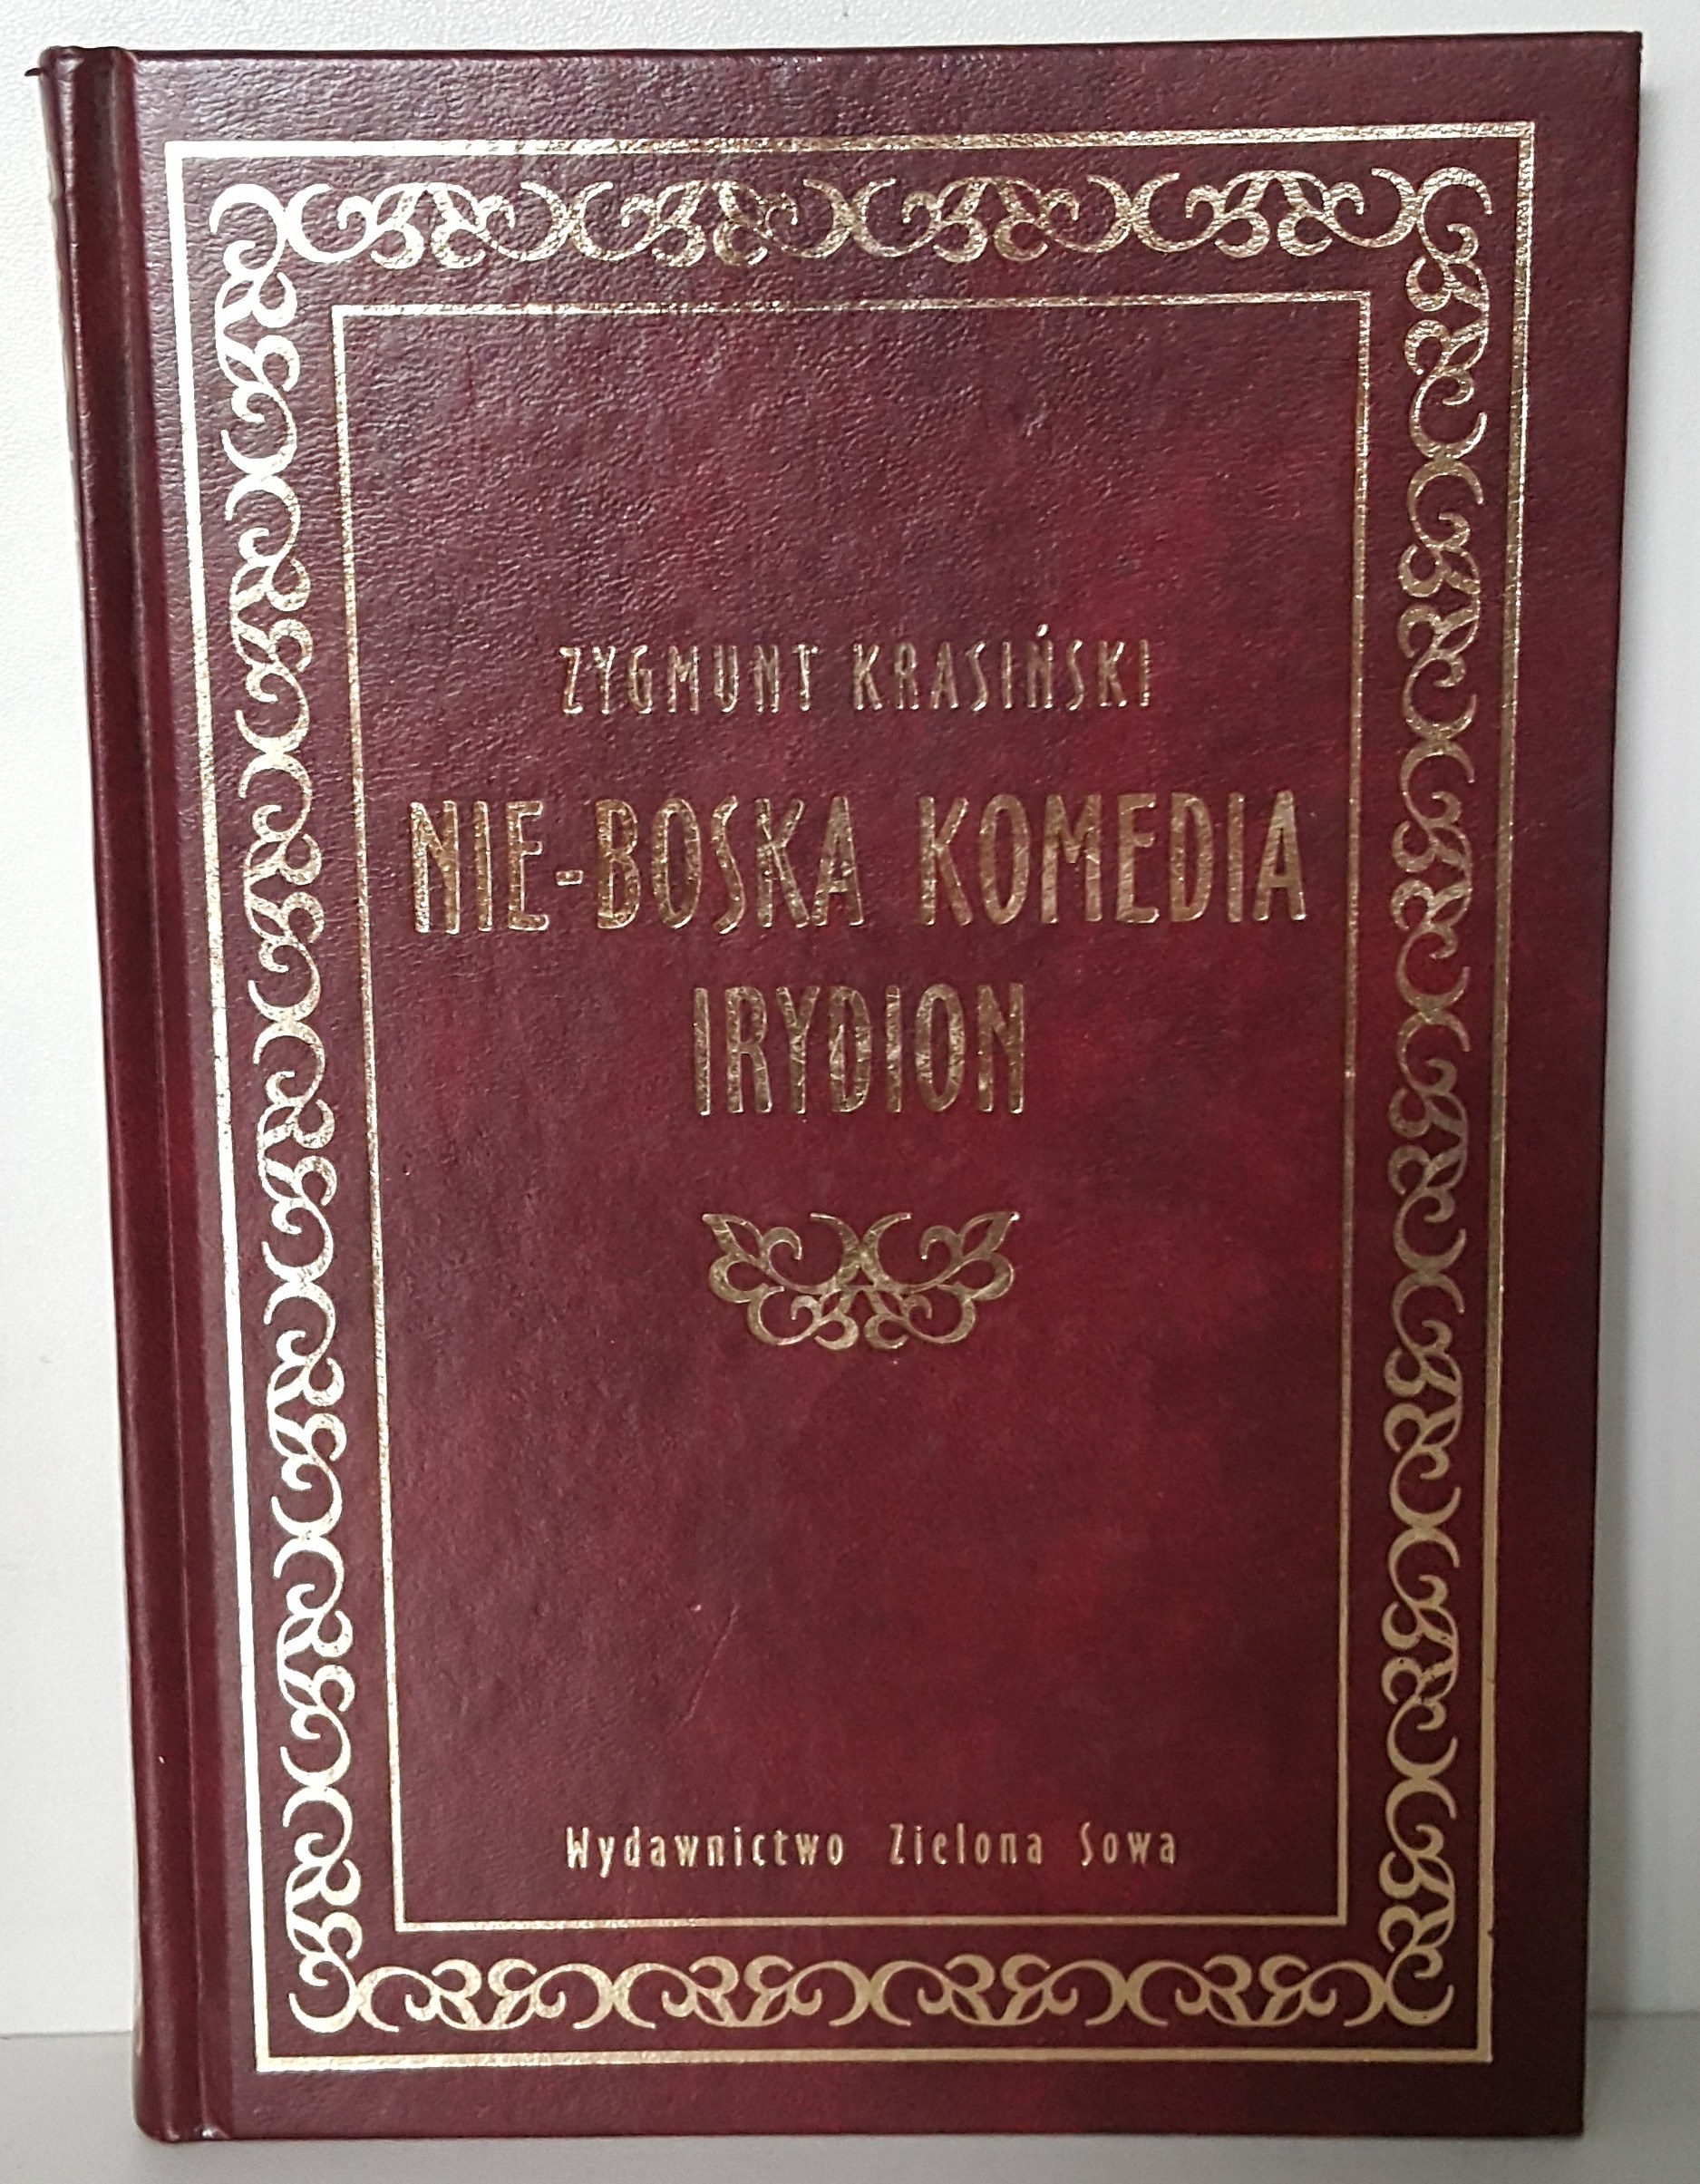 ZYGMUNT KRASIŃSKI
NIE-BOSKA KOMEDIA
IRYDION
Wydawnictwo Zielona Sowa